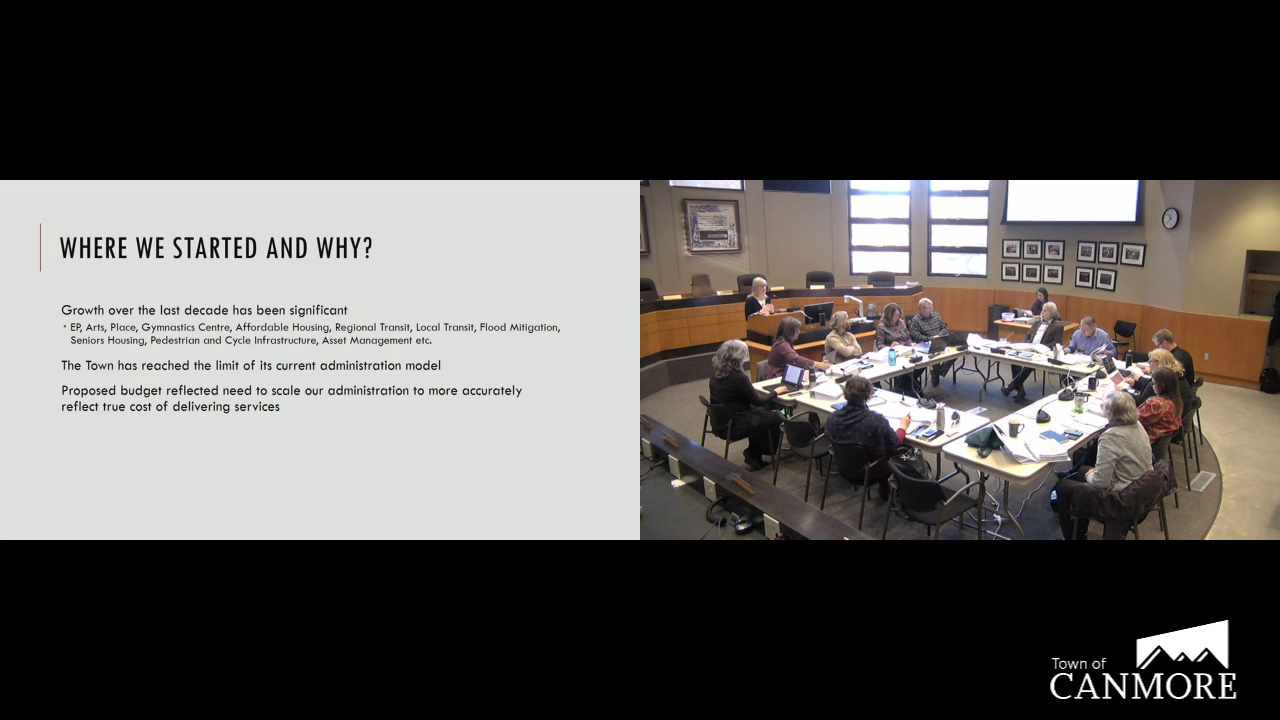 WHERE WE STARTED AND WHY?
Growth over the last decade has been significant
EP, Arts, Place, Gymnastics Centre, Affordable Housing, Regional Transit, Local Transit, Flood Mitigation,
Seniors Housing, Pedestrian and Cycle Infrastructure, Asset Management etc.
The Town has reached the limit of its current administration model
Proposed budget reflected need to scale our administration to more accurately
reflect true cost of delivering services
Town of
CANMORE